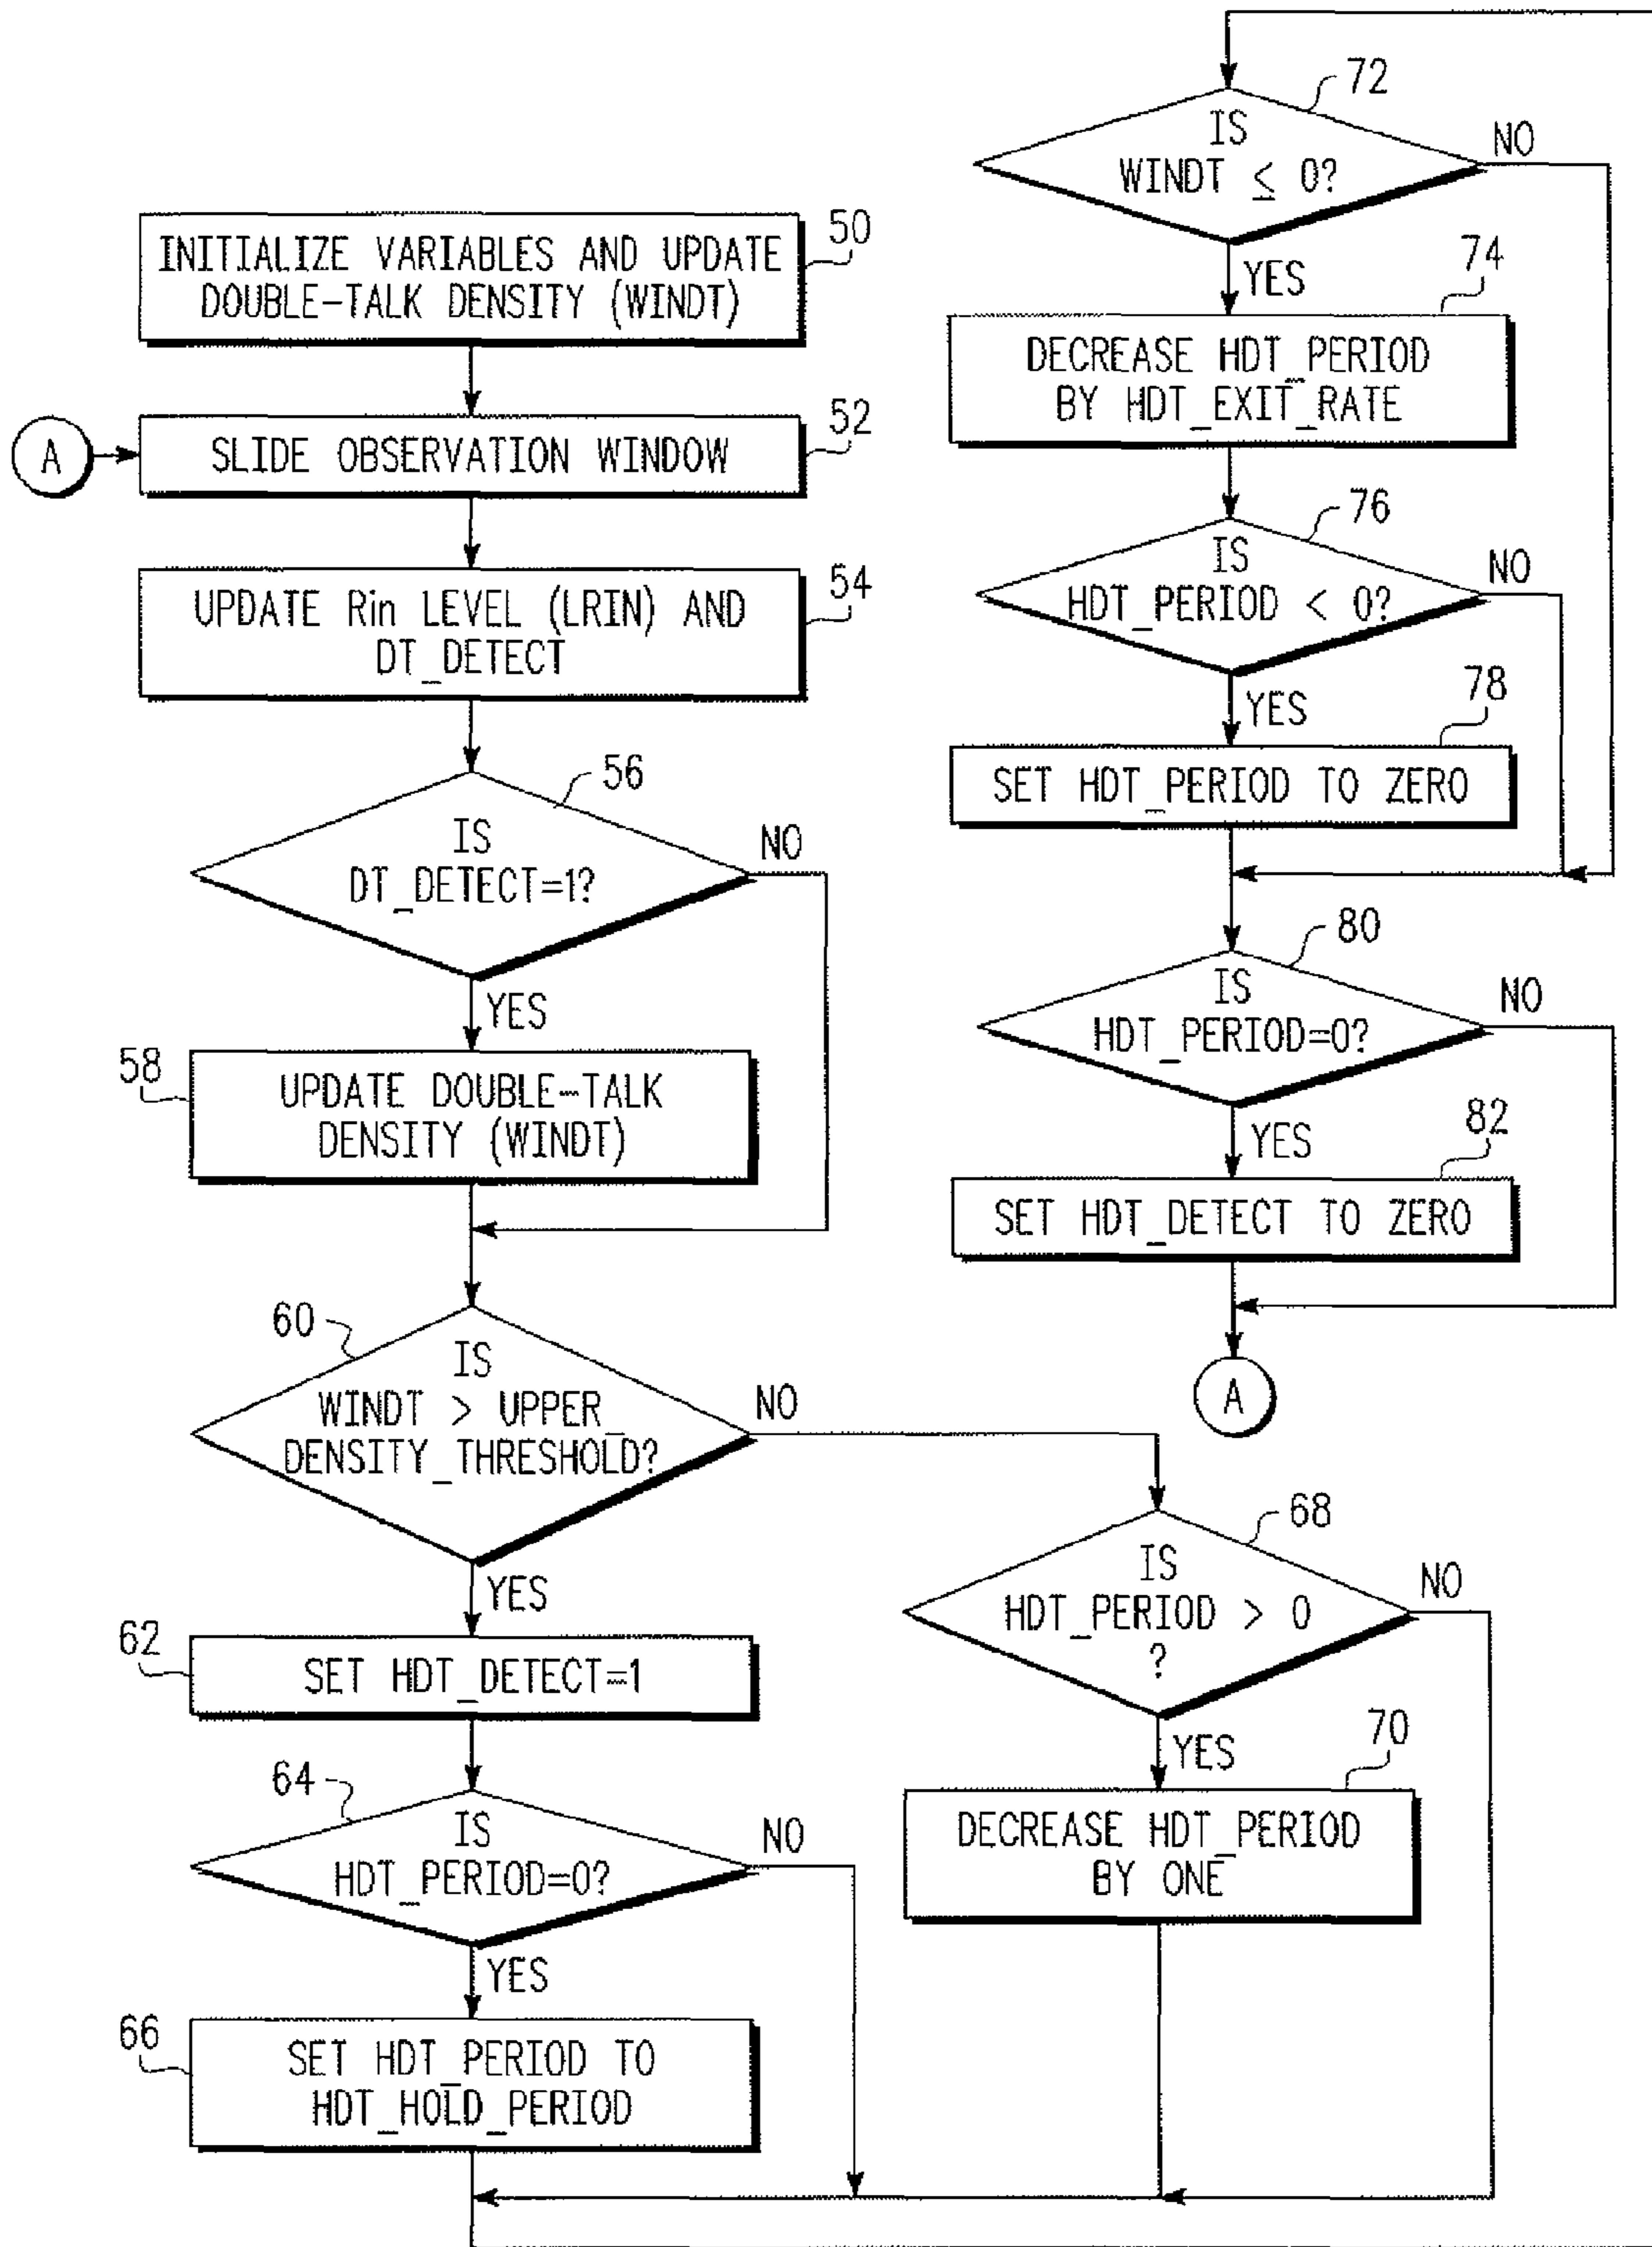 50
INITIALIZE VARIABLES AND UPDATE
DOUBLE-TALK DENSITY (WINDT)
A
52
SLIDE OBSERVATION WINDOW
54
UPDATE Rin LEVEL (LRIN) AND
DT_DETECT
56
IS
DT_DETECT=1?
NO
YES
58
UPDATE DOUBLE-TALK
DENSITY (WINDT)
60
IS
WINDT > UPPER_
DENSITY_THRESHOLD?
NO
YES
62
SET HDT_DETECT=1
64
IS
HDT_PERIOD=0?
NO
YES
66
SET HDT_PERIOD TO
HDT_HOLD_PERIOD
68
IS
HDT_PERIOD > 0
?
NO
YES
70
DECREASE HDT_PERIOD
BY ONE
72
IS
WINDT ≤ 0?
NO
YES
74
DECREASE HDT_PERIOD
BY HDT_EXIT_RATE
76
IS
HDT_PERIOD < 0?
NO
YES
78
SET HDT_PERIOD TO ZERO
80
IS
HDT_PERIOD=0?
NO
YES
82
SET HDT_DETECT TO ZERO
A